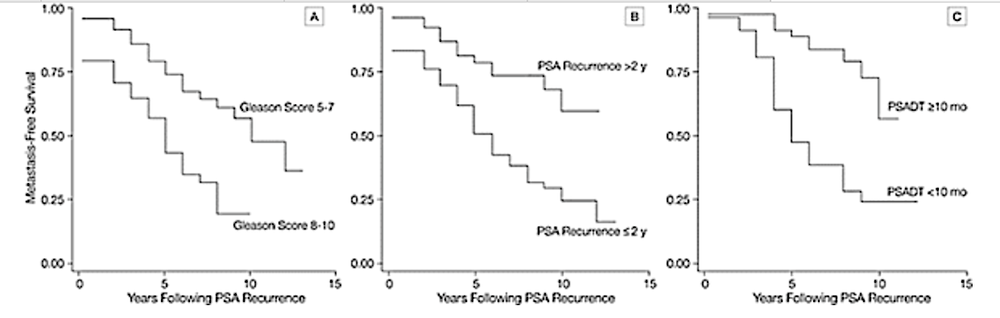 1.00
0.75
0.50
0.25
0.00
Metastasis-Free Survival
A
Gleason Score 5-7
Gleason Score 8-10
0 5 10 15
Years Following PSA Recurrence
1.00
0.75
0.50
0.25
0.00
B
PSA Recurrence >2 y
PSA Recurrence ≤2 y
0 5 10 15
Years Following PSA Recurrence
1.00
0.75
0.50
0.25
0.00
C
PSADT ≥10 mo
PSADT <10 mo
0 5 10 15
Years Following PSA Recurrence